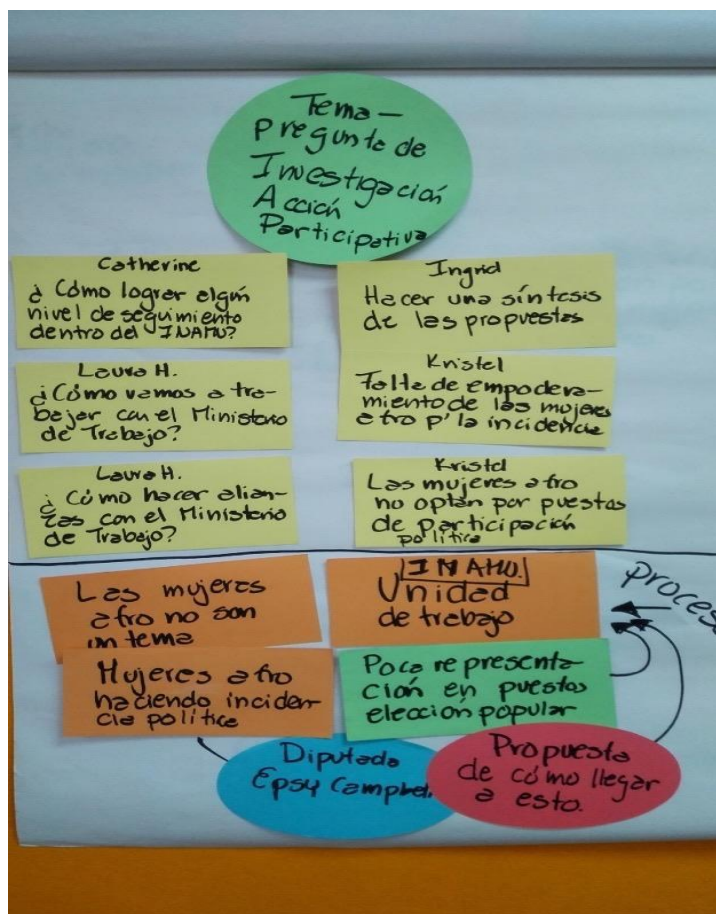 Tema –
Pregunta de
Investigación
Acción
Participativa
Catherine
¿Cómo lograr algún
nivel de seguimiento
dentro del INAMU?
Ingrid
Hacer una síntesis
de las propuestas
Laura H.
¿Cómo vamos a tra-
bajar con el Ministerio
de Trabajo?
Kristel
Falta de empodera-
miento de las mujeres
afro p' la incidencia
Laura H.
¿Cómo hacer alian-
zas con el Ministerio
de Trabajo?
Kristel
Las mujeres afro
no optan por puestos
de participación
política
Las mujeres
afro no son
un tema
INAMU.
Unidad
de trabajo
proces
Mujeres afro
haciendo inciden-
cia política
Poca representa-
ción en puestos
elección popular
Diputada
Epsy Campbel
Propuesta
de cómo llegar
a esto.